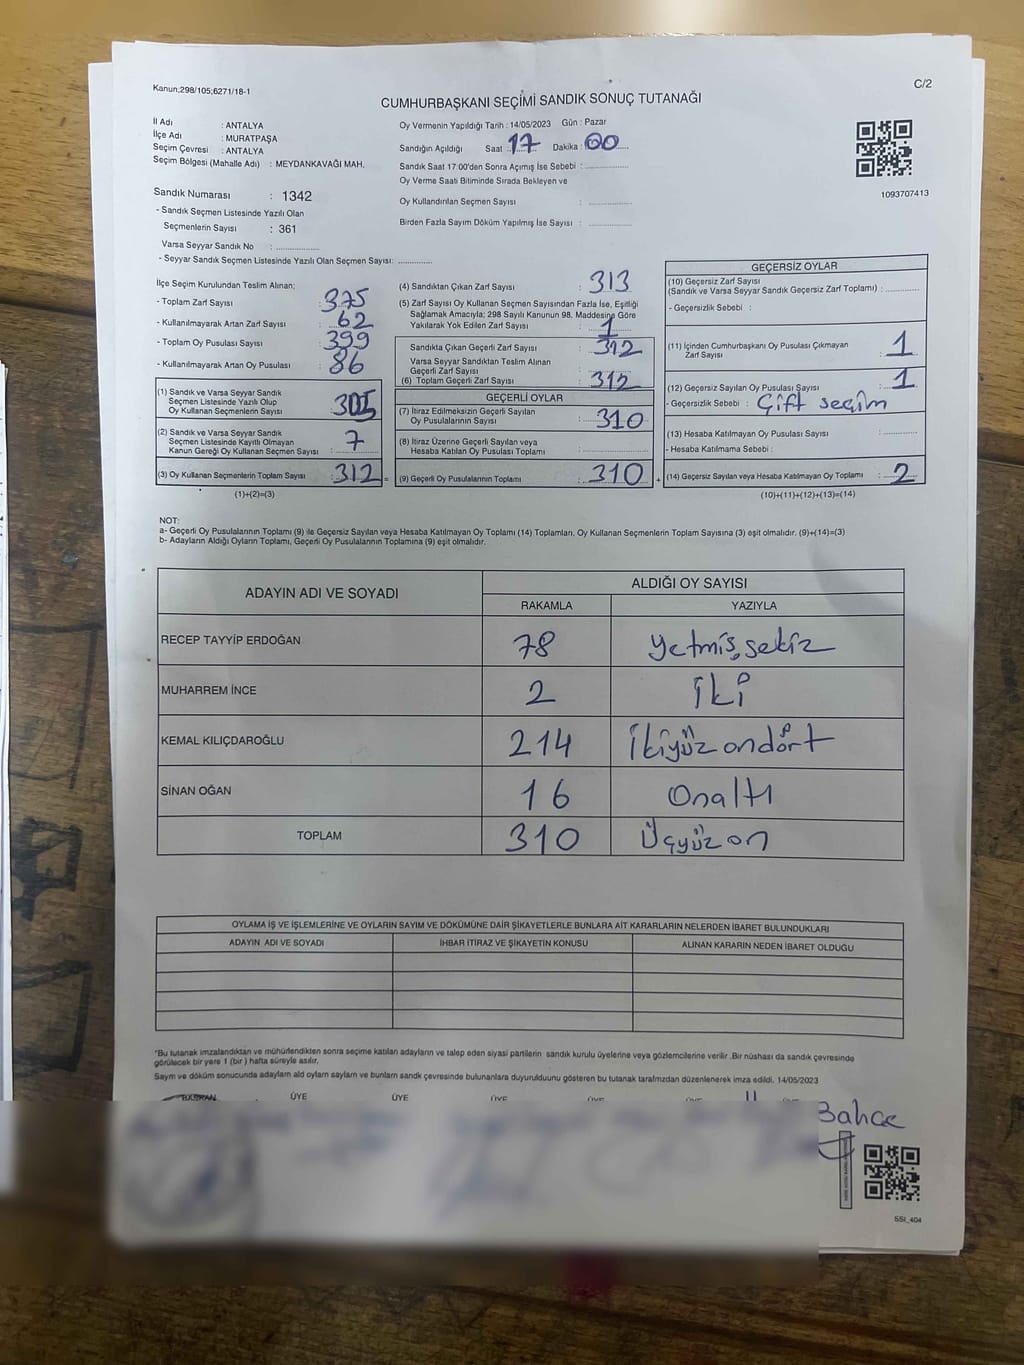 Kanun;298/105;6271/18-1
C/2
CUMHURBAŞKANI SEÇİMİ SANDIK SONUÇ TUTANAĞI
İl Adı : ANTALYA
İlçe Adı : MURATPAŞA
Seçim Çevresi : ANTALYA
Seçim Bölgesi (Mahalle Adı) : MEYDANKAVAĞI MAH.
Sandık Numarası : 1342
- Sandık Seçmen Listesinde Yazılı Olan
Seçmenlerin Sayısı : 361
Varsa Seyyar Sandık No : ..................
- Seyyar Sandık Seçmen Listesinde Yazılı Olan Seçmen Sayısı: ..............
Oy Vermenin Yapıldığı Tarih : 14/05/2023 Gün : Pazar
Sandığın Açıldığı Saat : 17 Dakika : 00
Sandık Saat 17:00'den Sonra Açımış İse Sebebi : ..................
Oy Verme Saati Bitiminde Sırada Bekleyen ve
Oy Kullandırılan Seçmen Sayısı : ..................
Birden Fazla Sayım Döküm Yapılmış İse Sayısı : ..................
1093707413
İlçe Seçim Kurulundan Teslim Alınan;
- Toplam Zarf Sayısı : 375
- Kullanılmayarak Artan Zarf Sayısı : 62
- Toplam Oy Pusulası Sayısı : 399
- Kullanılmayarak Artan Oy Pusulası : 86
(1) Sandık ve Varsa Seyyar Sandık
Seçmen Listesinde Yazılı Olup
Oy Kullanan Seçmenlerin Sayısı :
(2) Sandık ve Varsa Seyyar Sandık
Seçmen Listesinde Kayıtlı Olmayan
Kanun Gereği Oy Kullanan Seçmen Sayısı : 7
(3) Oy Kullanan Seçmenlerin Toplam Sayısı : 312 =
(1)+(2)=(3)
(4) Sandıktan Çıkan Zarf Sayısı : 313
(5) Zarf Sayısı Oy Kullanan Seçmen Sayısından Fazla İse, Eşitliği
Sağlamak Amacıyla; 298 Sayılı Kanunun 98. Maddesine Göre
Yakılarak Yok Edilen Zarf Sayısı : 1
Sandıkta Çıkan Geçerli Zarf Sayısı : 312
Varsa Seyyar Sandıktan Teslim Alınan
Geçerli Zarf Sayısı :
(6) Toplam Geçerli Zarf Sayısı : 312
GEÇERLİ OYLAR
(7) İtiraz Edilmeksizin Geçerli Sayılan
Oy Pusulalarının Sayısı : 310
(8) İtiraz Üzerine Geçerli Sayılan veya
Hesaba Katılan Oy Pusulası Toplamı : ..................
(9) Geçerli Oy Pusulalarının Toplamı : 310 +
GEÇERSİZ OYLAR
(10) Geçersiz Zarf Sayısı
(Sandık ve Varsa Seyyar Sandık Geçersiz Zarf Toplamı) : ..............
- Geçersizlik Sebebi :
(11) İçinden Cumhurbaşkanı Oy Pusulası Çıkmayan
Zarf Sayısı : 1
(12) Geçersiz Sayılan Oy Pusulası Sayısı : 1
- Geçersizlik Sebebi : Çift seçim
(13) Hesaba Katılmayan Oy Pusulası Sayısı : ..............
- Hesaba Katılmama Sebebi :
(14) Geçersiz Sayılan veya Hesaba Katılmayan Oy Toplamı : 2
(10)+(11)+(12)+(13)=(14)
NOT:
a- Geçerli Oy Pusulalarının Toplamı (9) ile Geçersiz Sayılan veya Hesaba Katılmayan Oy Toplamı (14) Toplamları, Oy Kullanan Seçmenlerin Toplam Sayısına (3) eşit olmalıdır. (9)+(14)=(3)
b- Adayların Aldığı Oyların Toplamı, Geçerli Oy Pusulalarının Toplamına (9) eşit olmalıdır.
ADAYIN ADI VE SOYADI ALDIĞI OY SAYISI
RAKAMLA YAZIYLA
RECEP TAYYİP ERDOĞAN 78 Yetmişsekiz
MUHARREM İNCE 2 İki
KEMAL KILIÇDAROĞLU 214 İkiyüzondört
SİNAN OĞAN 16 Onaltı
TOPLAM 310 Üçyüzon
OYLAMA İŞ VE İŞLEMLERİNE VE OYLARIN SAYIM VE DÖKÜMÜNE DAİR ŞİKAYETLERLE BUNLARA AİT KARARLARIN NELERDEN İBARET BULUNDUKLARI
ADAYIN ADI VE SOYADI İHBAR İTİRAZ VE ŞİKAYETİN KONUSU ALINAN KARARIN NEDEN İBARET OLDUĞU
"Bu tutanak imzalandıktan ve mühürlendikten sonra seçime katılan adayların ve talep eden siyasi partilerin sandık kurulu üyelerine veya gözlemcilerine verilir .Bir nüshası da sandık çevresinde
görülecek bir yere 1 (bir ) hafta süreyle asılır.
Saym ve döküm sonucunda adaylarn ald oylarn saylarn ve bunlarn sandk çevresinde bulunanlara duyurulduunu gösteren bu tutanak tarafmzdan düzenlenerek imza edildi. 14/05/2023
BAŞKAN ÜYE ÜYE ÜYE ÜYE ÜYE ÜYE
Bahçe
SSI_404